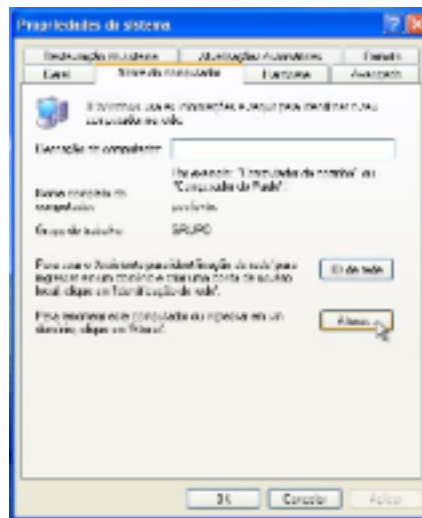 Propriedades do sistema
Restauração do sistema Atualizações Automáticas Remoto
Geral Nome do computador Hardware Avançado
O Windows usa as informações a seguir para identificar o seu
computador na rede.
Descrição do computador:
Por exemplo: "Computador da cozinha" ou
"Computador da Paula".
Nome completo do
computador:
Grupo de trabalho: GRUPO
Para usar o 'Assistente para identificação de rede' para
ingressar em um domínio e criar uma conta de usuário
local, clique em 'Identificação de rede'.
ID de rede
Para renomear este computador ou ingressar em um
domínio, clique em 'Alterar'.
Alterar...
OK Cancelar Aplicar